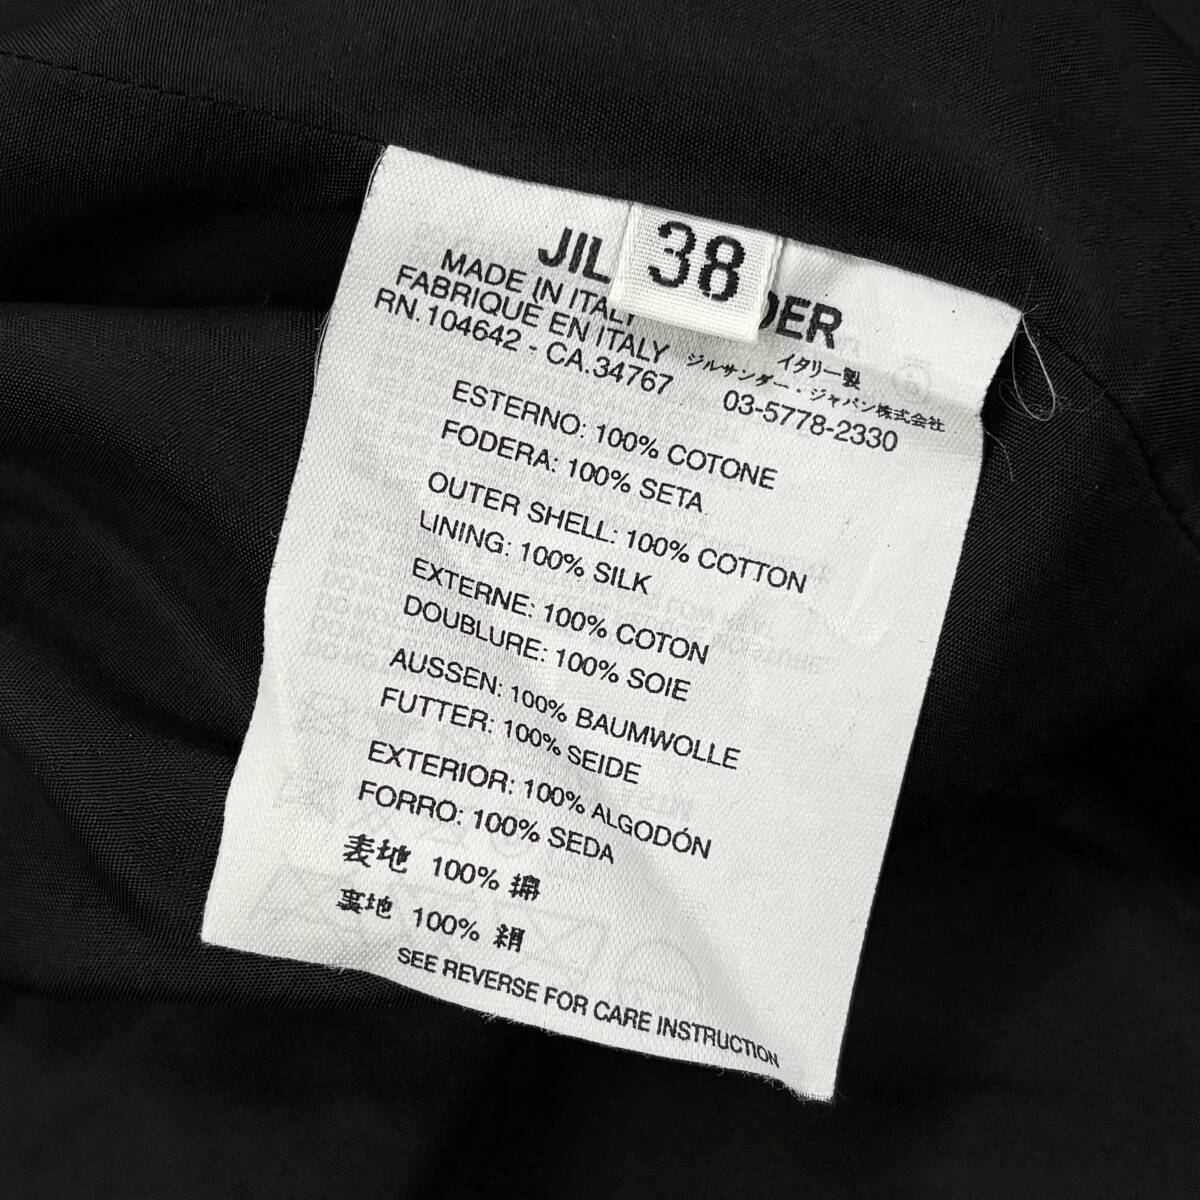 38
JIL DER
MADE IN ITALY
FABRIQUÉ EN ITALY
RN.104642 - CA.34767
イタリー製
ジルサンダー・ジャパン株式会社
03-5778-2330
ESTERNO: 100% COTONE
FODERA: 100% SETA
OUTER SHELL: 100% COTTON
LINING: 100% SILK
EXTERNE: 100% COTON
DOUBLURE: 100% SOIE
AUSSEN: 100% BAUMWOLLE
FUTTER: 100% SEIDE
EXTERIOR: 100% ALGODÓN
FORRO: 100% SEDA
表地 100% 綿
裏地 100% 絹
SEE REVERSE FOR CARE INSTRUCTION